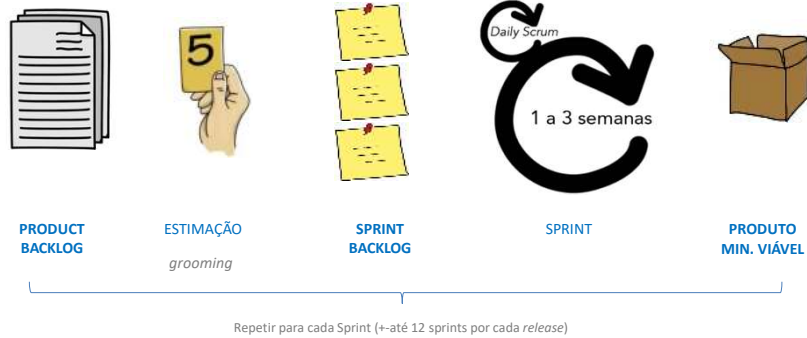 5
Daily Scrum
1 a 3 semanas
PRODUCT
BACKLOG
ESTIMAÇÃO
grooming
SPRINT
BACKLOG
SPRINT
PRODUTO
MIN. VIÁVEL
Repetir para cada Sprint (+-até 12 sprints por cada release)